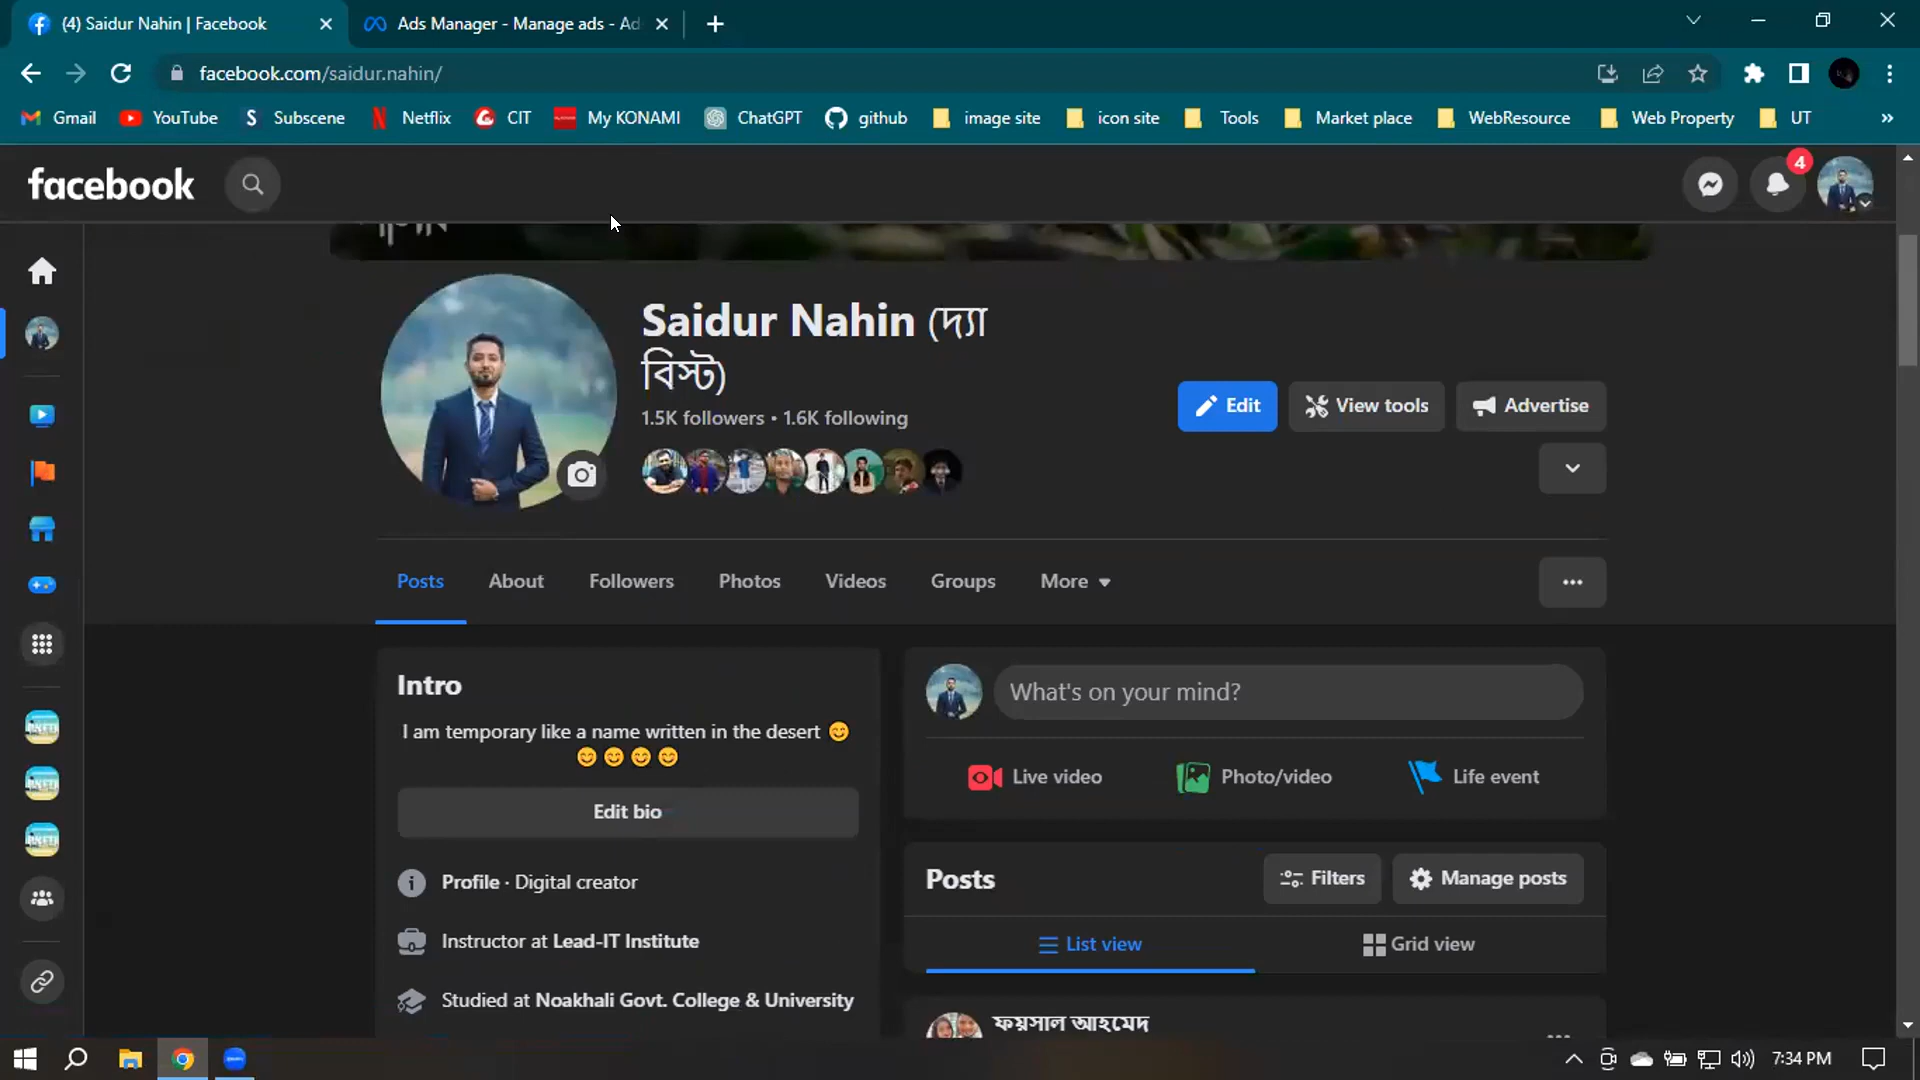 (4) Saidur Nahin | Facebook
Ads Manager - Manage ads - Ad
facebook.com/saidur.nahin/
Gmail YouTube Subscene Netflix CIT My KONAMI ChatGPT github image site icon site Tools Market place WebResource Web Property UT »
facebook
4
Saidur Nahin (দ্যা
বিস্ট)
1.5K followers • 1.6K following
Edit View tools Advertise
Posts About Followers Photos Videos Groups More
Intro
I am temporary like a name written in the desert 😊
😊 😊 😊 😊
Edit bio
Profile · Digital creator
Instructor at Lead-IT Institute
Studied at Noakhali Govt. College & University
What's on your mind?
Live video Photo/video Life event
Posts Filters Manage posts
List view Grid view
ফয়সাল আহমেদ
7:34 PM